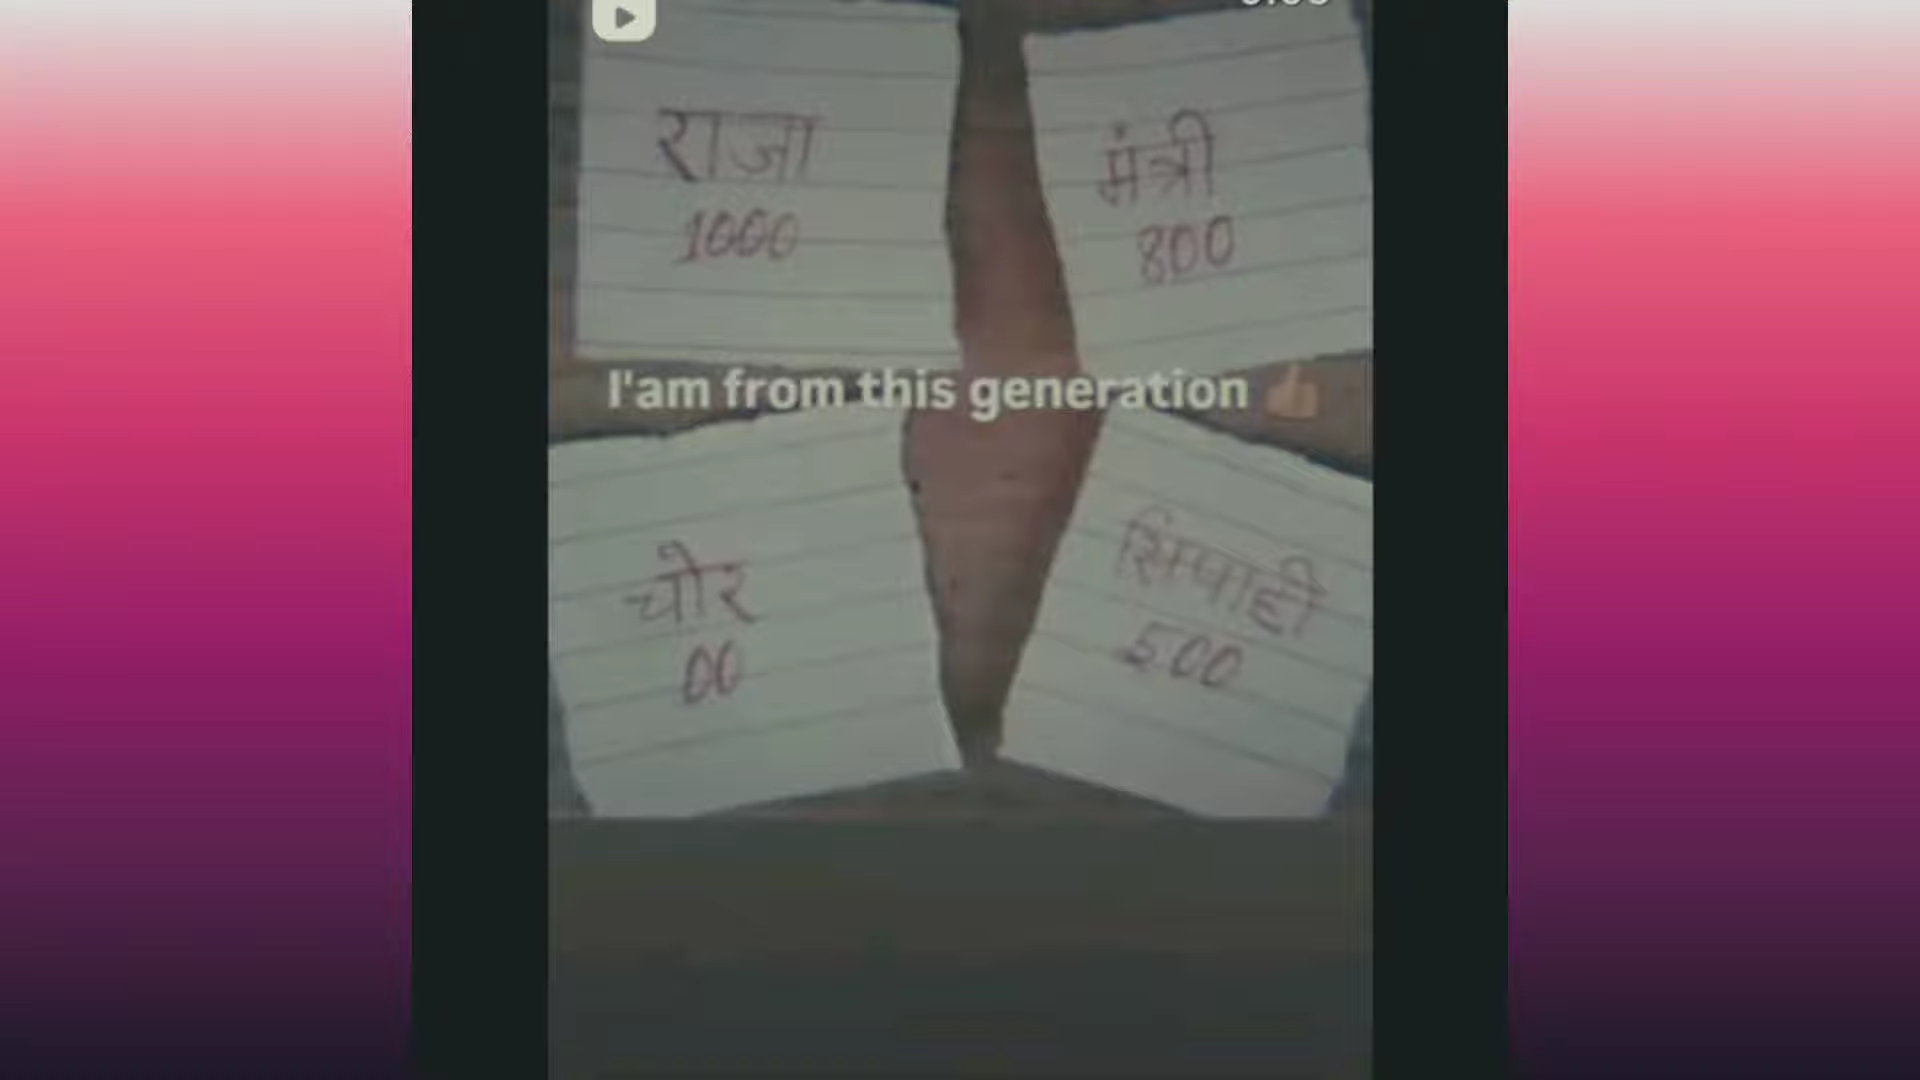 राजा
1000
मंत्री
800
I'am from this generation 👍
चोर
00
सिपाही
500